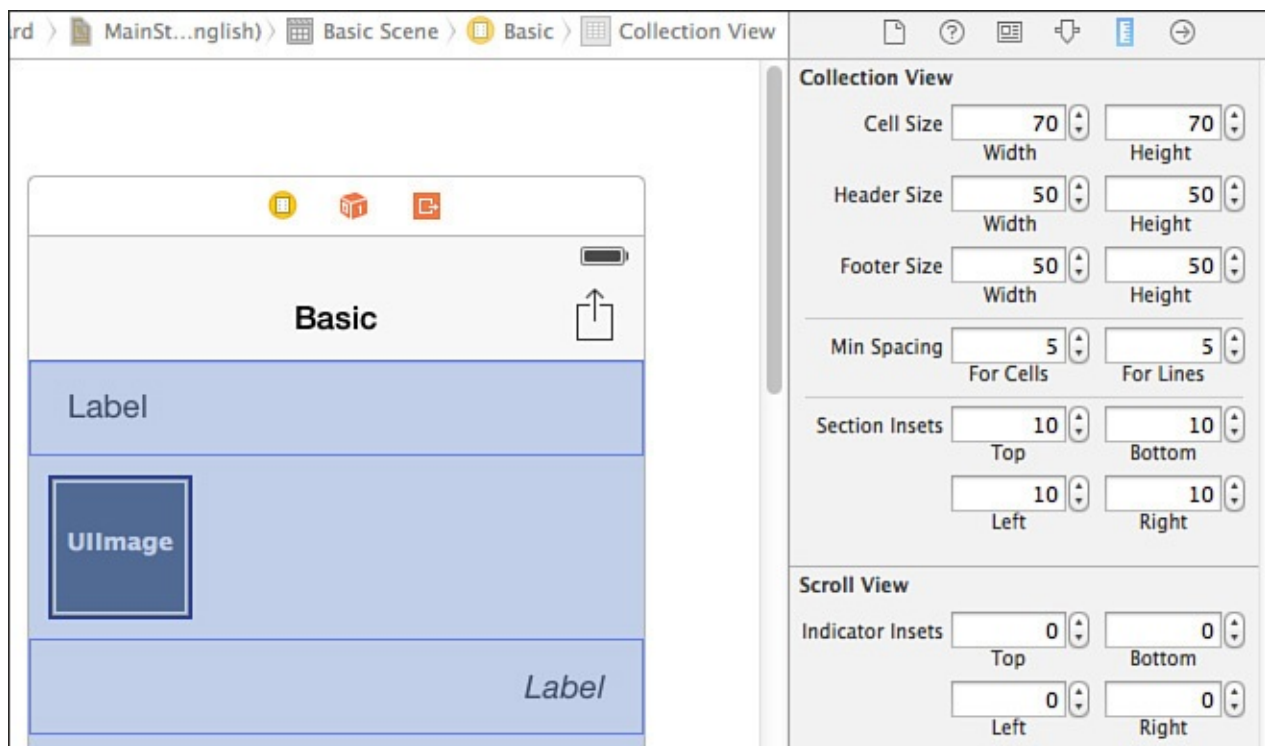 rd 〉 MainSt...nglish) 〉 Basic Scene 〉 Basic 〉 Collection View
Basic
Label
UIImage
Label
Collection View
Cell Size 70 70
Width Height
Header Size 50 50
Width Height
Footer Size 50 50
Width Height
Min Spacing 5 5
For Cells For Lines
Section Insets 10 10
Top Bottom
10 10
Left Right
Scroll View
Indicator Insets 0 0
Top Bottom
0 0
Left Right